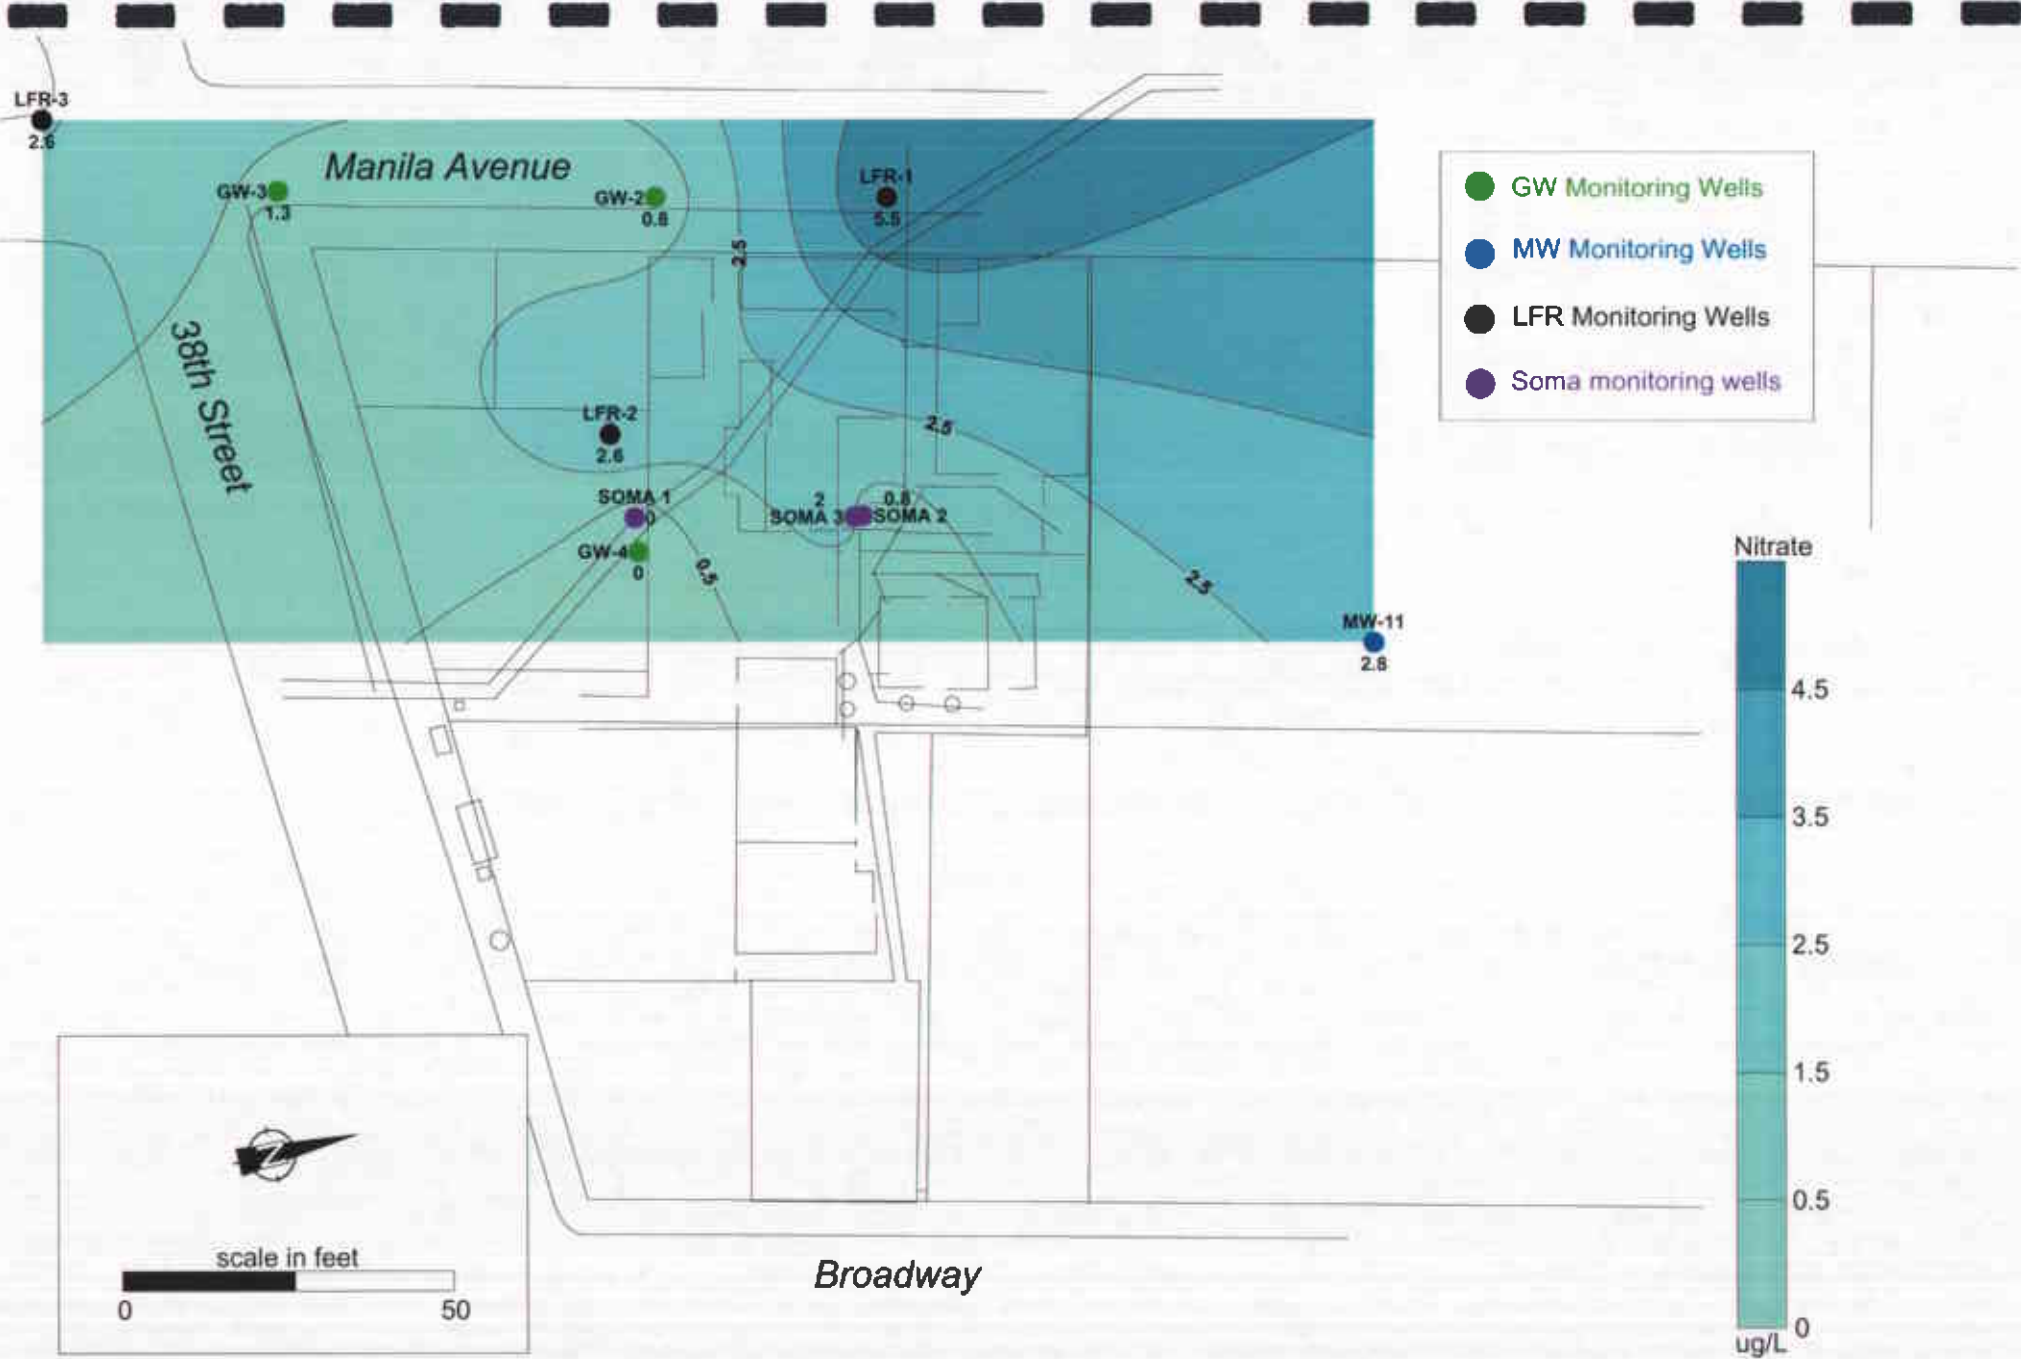 LFR-3
2.6
Manila Avenue
GW-3
1.3
GW-2
0.8
LFR-1
5.5
2.5
38th Street
LFR-2
2.6
2.5
SOMA 1
0
2
0.8
SOMA 3
SOMA 2
GW-4
0
0.5
2.5
MW-11
2.8
GW Monitoring Wells
MW Monitoring Wells
LFR Monitoring Wells
Soma monitoring wells
Nitrate
4.5
3.5
2.5
1.5
0.5
0
ug/L
Z
scale in feet
0 50
Broadway